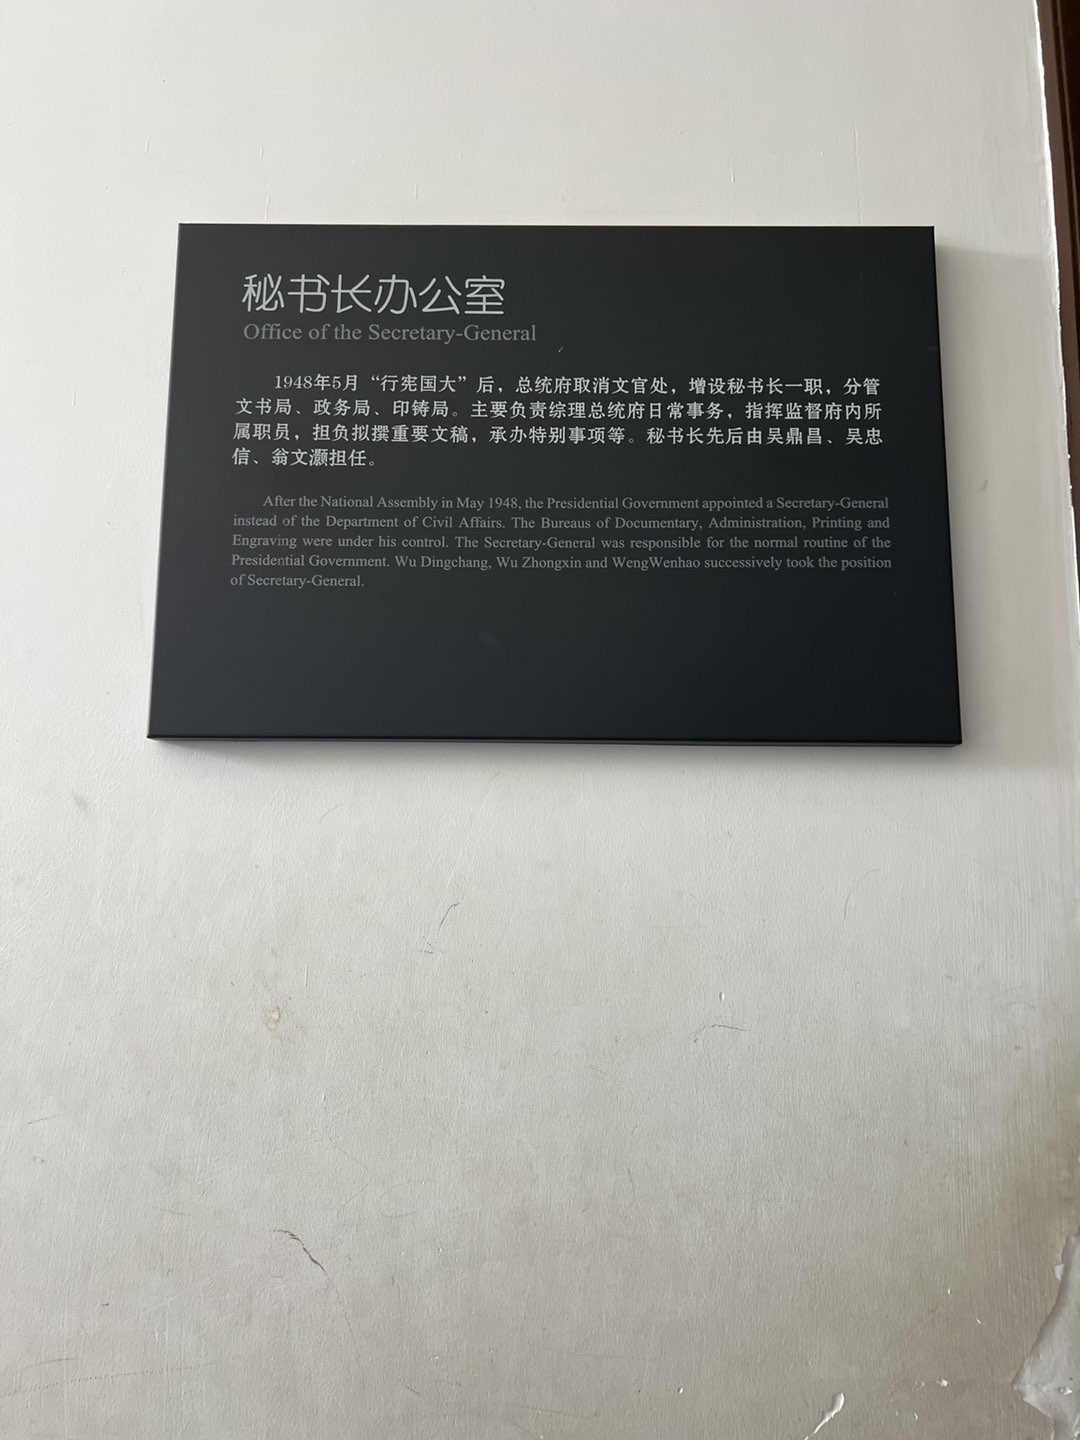 秘书长办公室
Office of the Secretary-General
1948年5月“行宪国大”后，总统府取消文官处，增设秘书长一职，分管
文书局、政务局、印铸局。主要负责综理总统府日常事务，指挥监督府内所
属职员，担负拟撰重要文稿，承办特别事项等。秘书长先后由吴鼎昌、吴忠
信、翁文灏担任。
After the National Assembly in May 1948, the Presidential Government appointed a Secretary-General
instead of the Department of Civil Affairs. The Bureaus of Documentary, Administration, Printing and
Engraving were under his control. The Secretary-General was responsible for the normal routine of the
Presidential Government. Wu Dingchang, Wu Zhongxin and WengWenhao successively took the position
of Secretary-General.